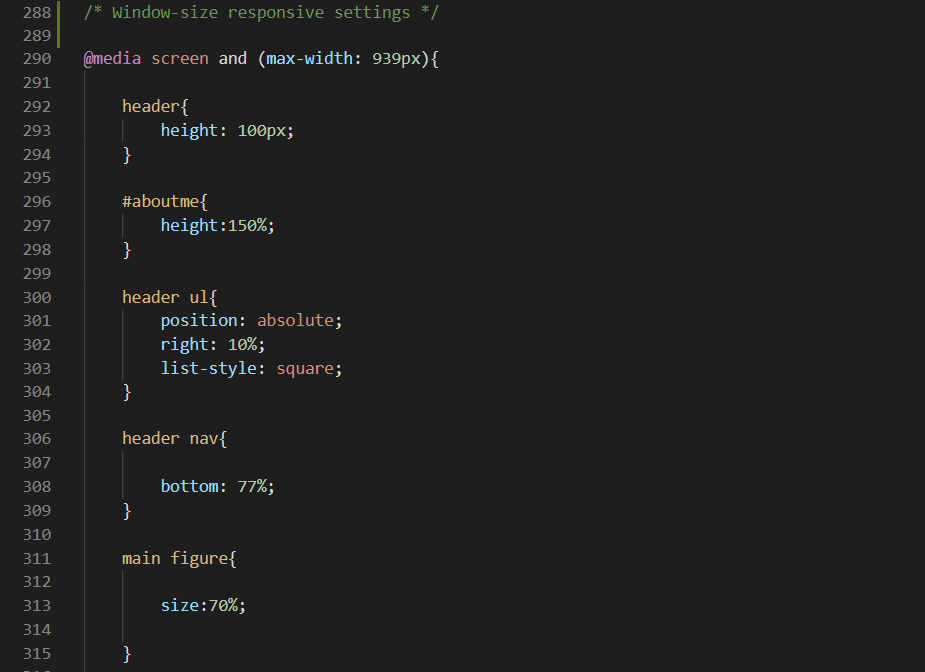 288 /* Window-size responsive settings */
289
290 @media screen and (max-width: 939px){
291
292 header{
293 height: 100px;
294 }
295
296 #aboutme{
297 height:150%;
298 }
299
300 header ul{
301 position: absolute;
302 right: 10%;
303 list-style: square;
304 }
305
306 header nav{
307
308 bottom: 77%;
309 }
310
311 main figure{
312
313 size:70%;
314
315 }